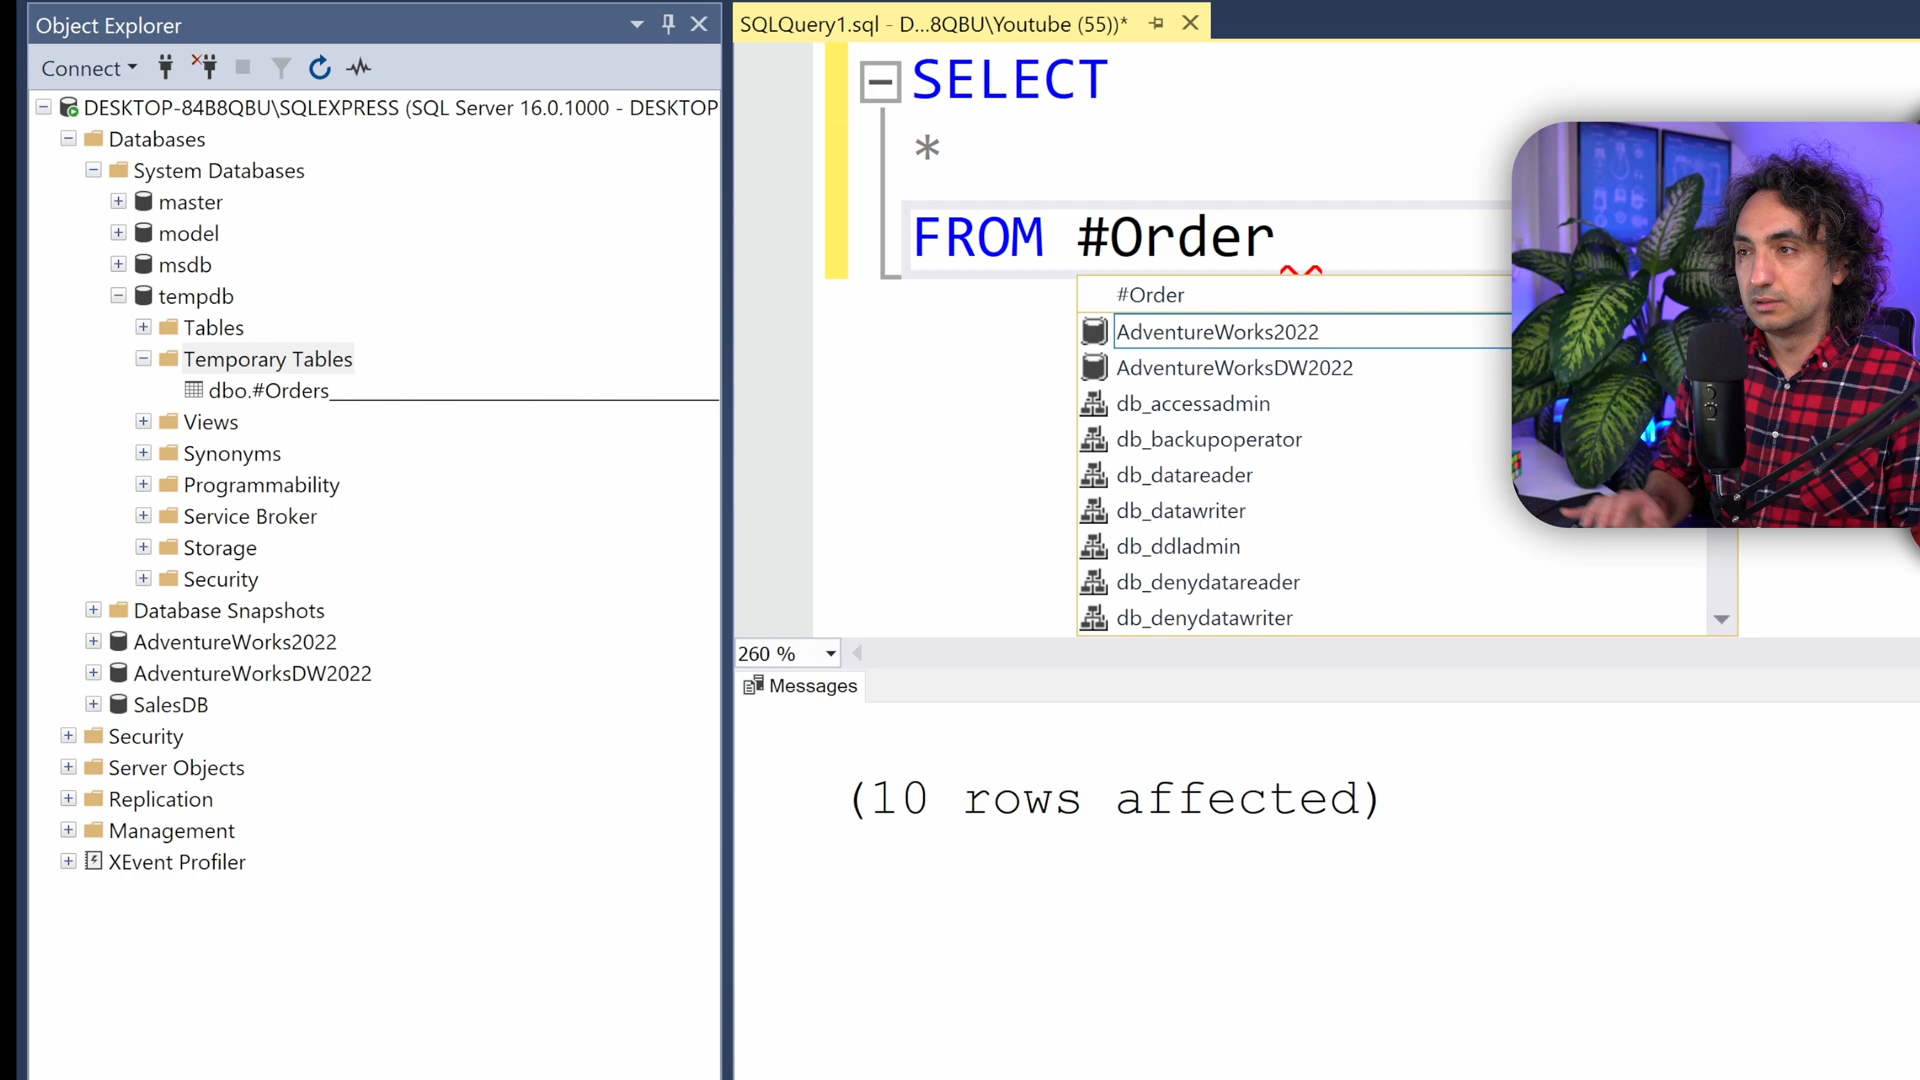 Object Explorer
Connect
DESKTOP-84B8QBU\SQLEXPRESS (SQL Server 16.0.1000 - DESKTOP
Databases
System Databases
master
model
msdb
tempdb
Tables
Temporary Tables
dbo.#Orders
Views
Synonyms
Programmability
Service Broker
Storage
Security
Database Snapshots
AdventureWorks2022
AdventureWorksDW2022
SalesDB
Security
Server Objects
Replication
Management
XEvent Profiler
SQLQuery1.sql - D...8QBU\Youtube (55))*
SELECT
*
FROM #Order
#Order
AdventureWorks2022
AdventureWorksDW2022
db_accessadmin
db_backupoperator
db_datareader
db_datawriter
db_ddladmin
db_denydatareader
db_denydatawriter
260 %
Messages
(10 rows affected)